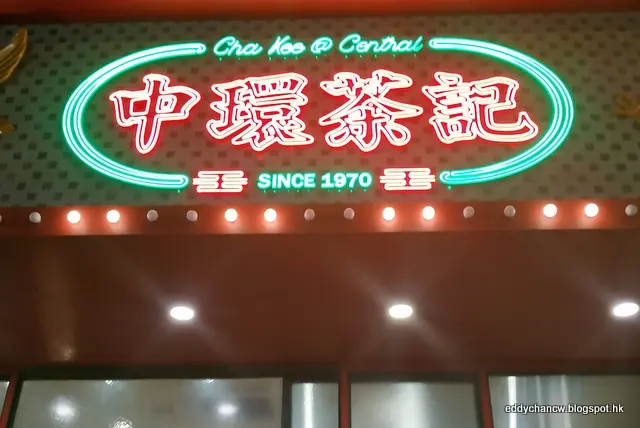 Cha Kee @ Central
中環茶記
SINCE 1970
eddychancw.blogspot.hk